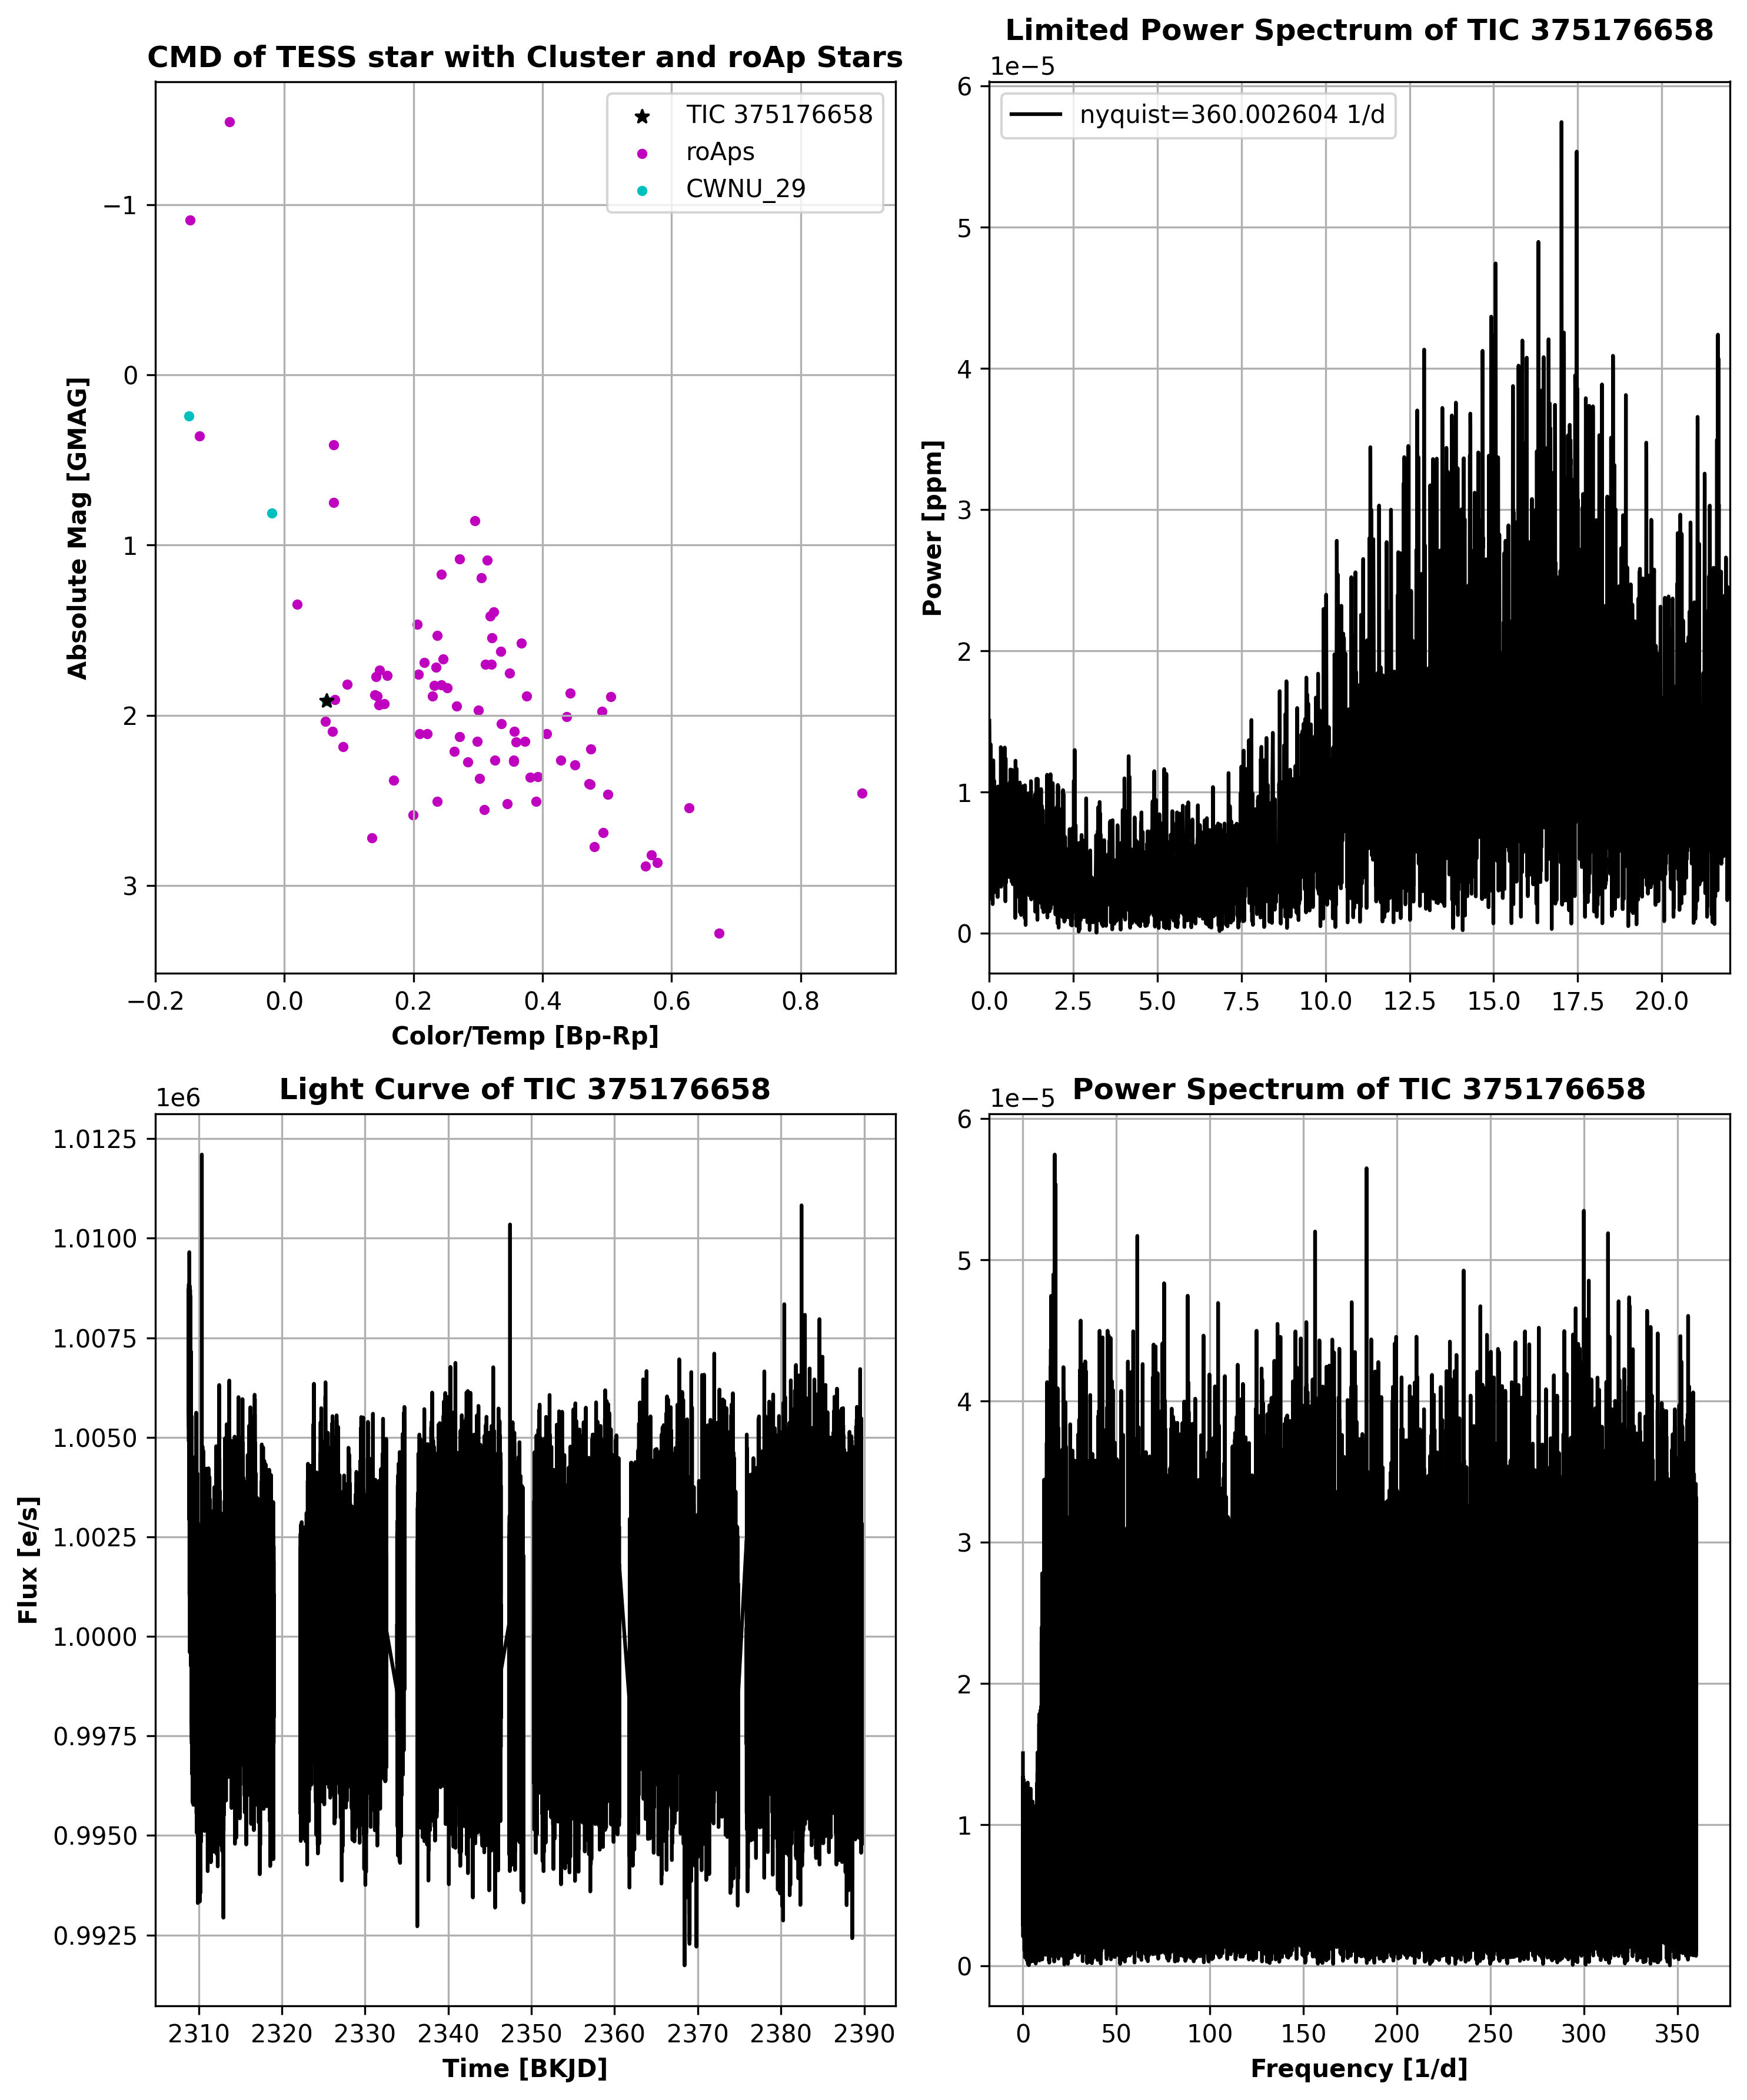 CMD of TESS star with Cluster and roAp Stars
TIC 375176658
roAps
CWNU_29
−1
0
1
2
3
Absolute Mag [GMAG]
−0.2 0.0 0.2 0.4 0.6 0.8
Color/Temp [Bp-Rp]
Limited Power Spectrum of TIC 375176658
1e−5
nyquist=360.002604 1/d
6
5
4
3
2
1
0
Power [ppm]
0.0 2.5 5.0 7.5 10.0 12.5 15.0 17.5 20.0
Light Curve of TIC 375176658
1e6
1.0125
1.0100
1.0075
1.0050
1.0025
1.0000
0.9975
0.9950
0.9925
Flux [e/s]
2310 2320 2330 2340 2350 2360 2370 2380 2390
Time [BKJD]
Power Spectrum of TIC 375176658
1e−5
6
5
4
3
2
1
0
0 50 100 150 200 250 300 350
Frequency [1/d]